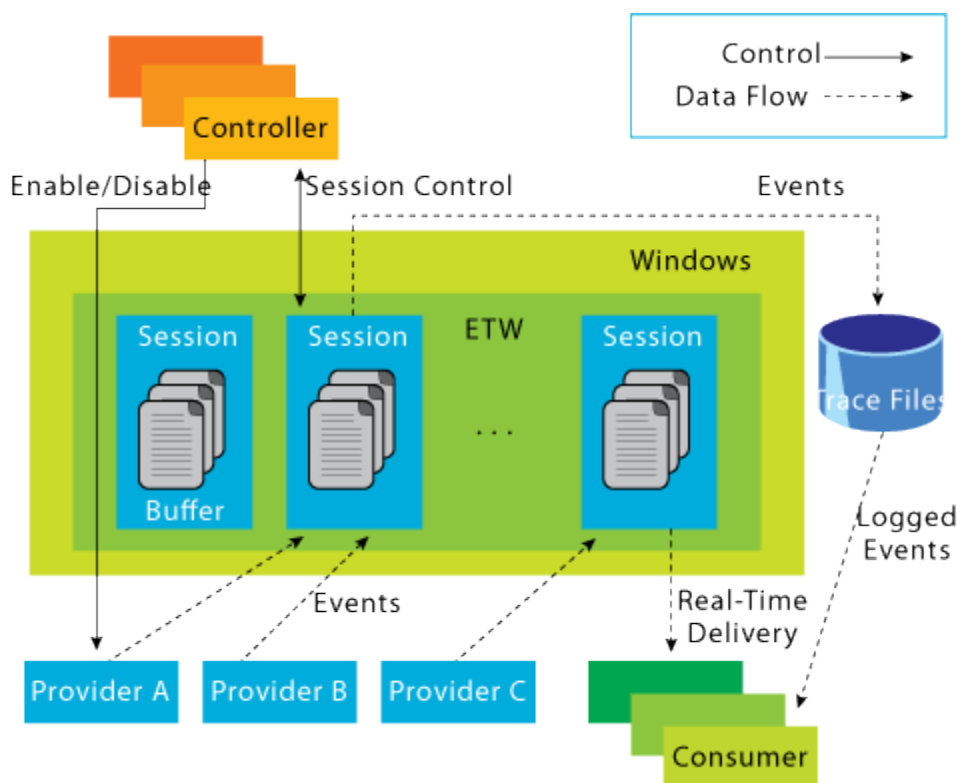 Control
Data Flow
Controller
Enable/Disable
Session Control
Events
Windows
ETW
Session
Session
Session
...
Buffer
Trace Files
Logged
Events
Events
Real-Time
Delivery
Provider A
Provider B
Provider C
Consumer